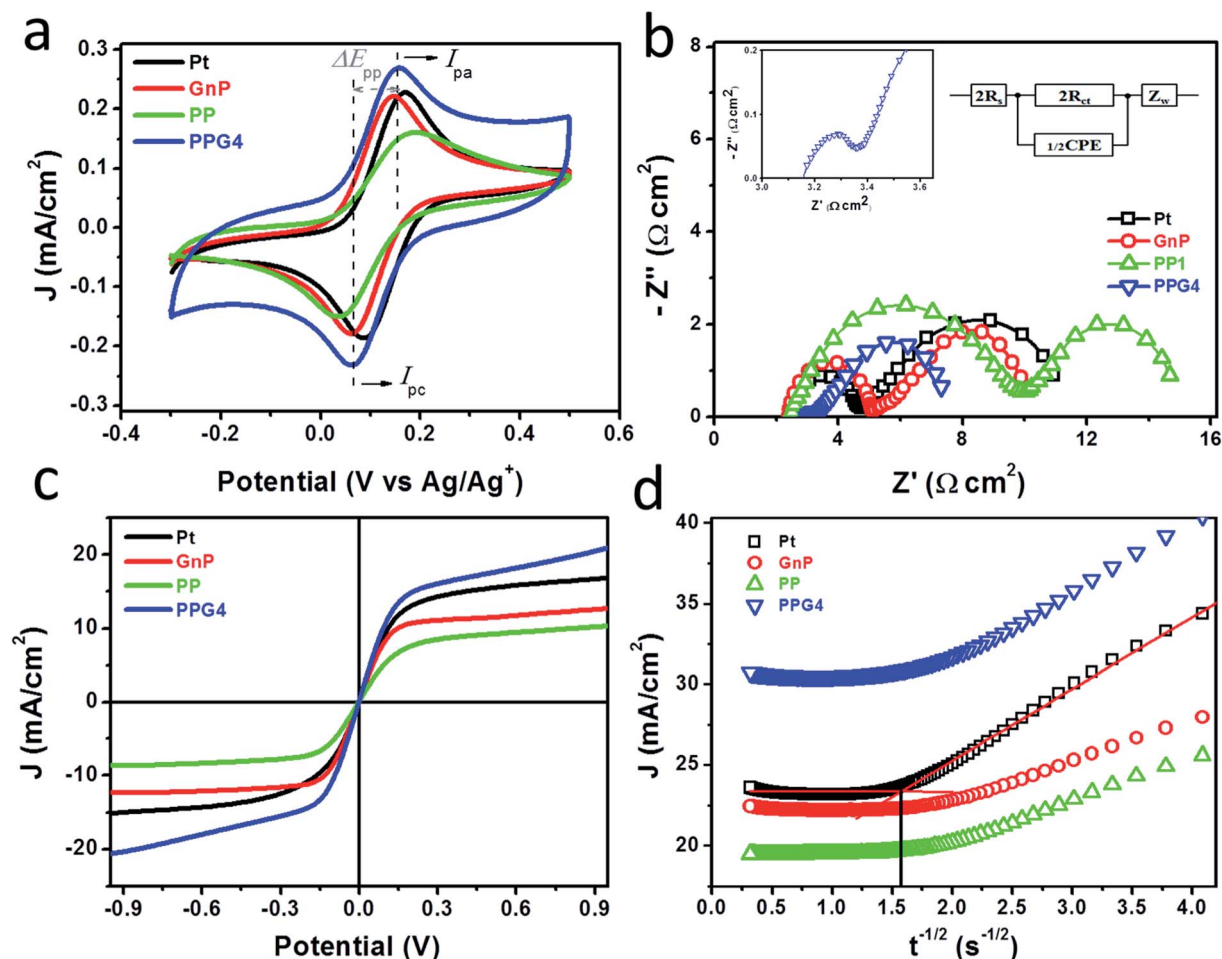 a
0.3
0.2
0.1
0.0
-0.1
-0.2
-0.3
J (mA/cm²)
Pt
GnP
PP
PPG4
ΔE_pp
I_pa
I_pc
-0.4
-0.2
0.0
0.2
0.4
0.6
Potential (V vs Ag/Ag⁺)
b
8
6
4
2
0
- Z'' (Ω cm²)
0.2
0.1
0.0
- Z'' (Ω cm²)
3.0
3.2
3.4
3.6
Z' (Ω cm²)
2R_s
2R_ct
Z_w
1/2CPE
Pt
GnP
PP1
PPG4
0
4
8
12
16
Z' (Ω cm²)
c
20
10
0
-10
-20
J (mA/cm²)
Pt
GnP
PP
PPG4
-0.9
-0.6
-0.3
0.0
0.3
0.6
0.9
Potential (V)
d
40
35
30
25
20
J (mA/cm²)
Pt
GnP
PP
PPG4
0.0
0.5
1.0
1.5
2.0
2.5
3.0
3.5
4.0
t⁻¹/² (s⁻¹/²)